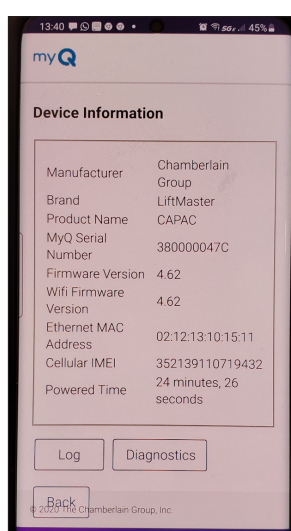 13:40
5G 45%
myQ
Device Information
Manufacturer Chamberlain Group
Brand LiftMaster
Product Name CAPAC
MyQ Serial Number 380000047C
Firmware Version 4.62
Wifi Firmware Version 4.62
Ethernet MAC Address 02:12:13:10:15:11
Cellular IMEI 352139110719432
Powered Time 24 minutes, 26 seconds
Log Diagnostics
Back
© 2020 The Chamberlain Group, Inc.